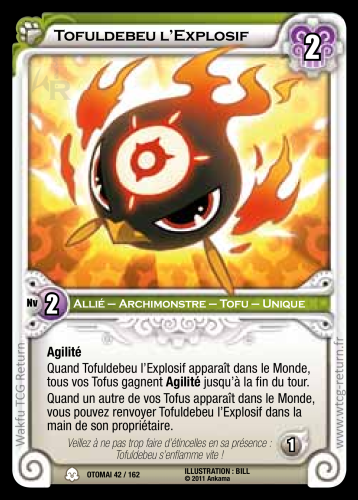 Tofuldebeu l'Explosif
2
Nv 2
Allié – Archimonstre – Tofu – Unique
Agilité
Quand Tofuldebeu l'Explosif apparaît dans le Monde,
tous vos Tofus gagnent Agilité jusqu'à la fin du tour.
Quand un autre de vos Tofus apparaît dans le Monde,
vous pouvez renvoyer Tofuldebeu l'Explosif dans la
main de son propriétaire.
Veillez à ne pas trop faire d'étincelles en sa présence :
Tofuldebeu s'enflamme vite !
1
OTOMAI 42 / 162
ILLUSTRATION : BILL
© 2011 Ankama
Wakfu TCG Return
www.wtcg-return.fr